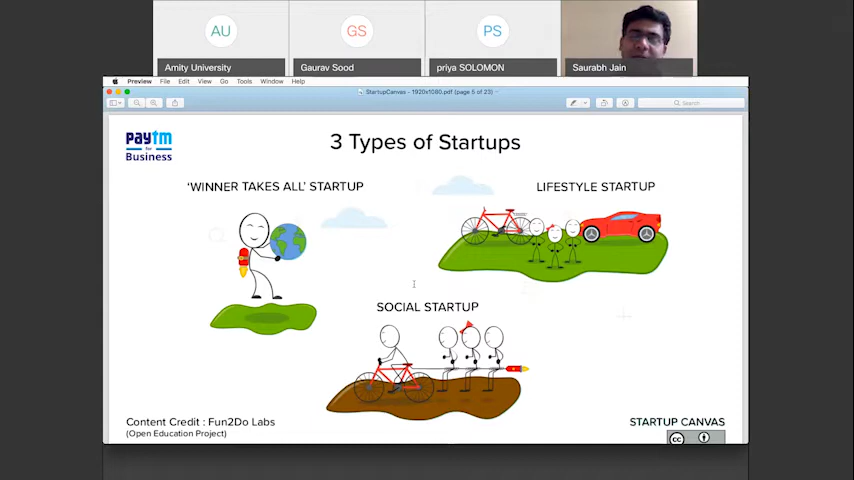 AU
GS
PS
Amity University
Gaurav Sood
priya SOLOMON
Saurabh Jain
Preview File Edit View Go Tools Window Help
StartupCanvas - 1920x1080.pdf (page 5 of 23)
Search
paytm
for
Business
3 Types of Startups
'WINNER TAKES ALL' STARTUP
LIFESTYLE STARTUP
SOCIAL STARTUP
Content Credit : Fun2Do Labs
(Open Education Project)
STARTUP CANVAS
cc